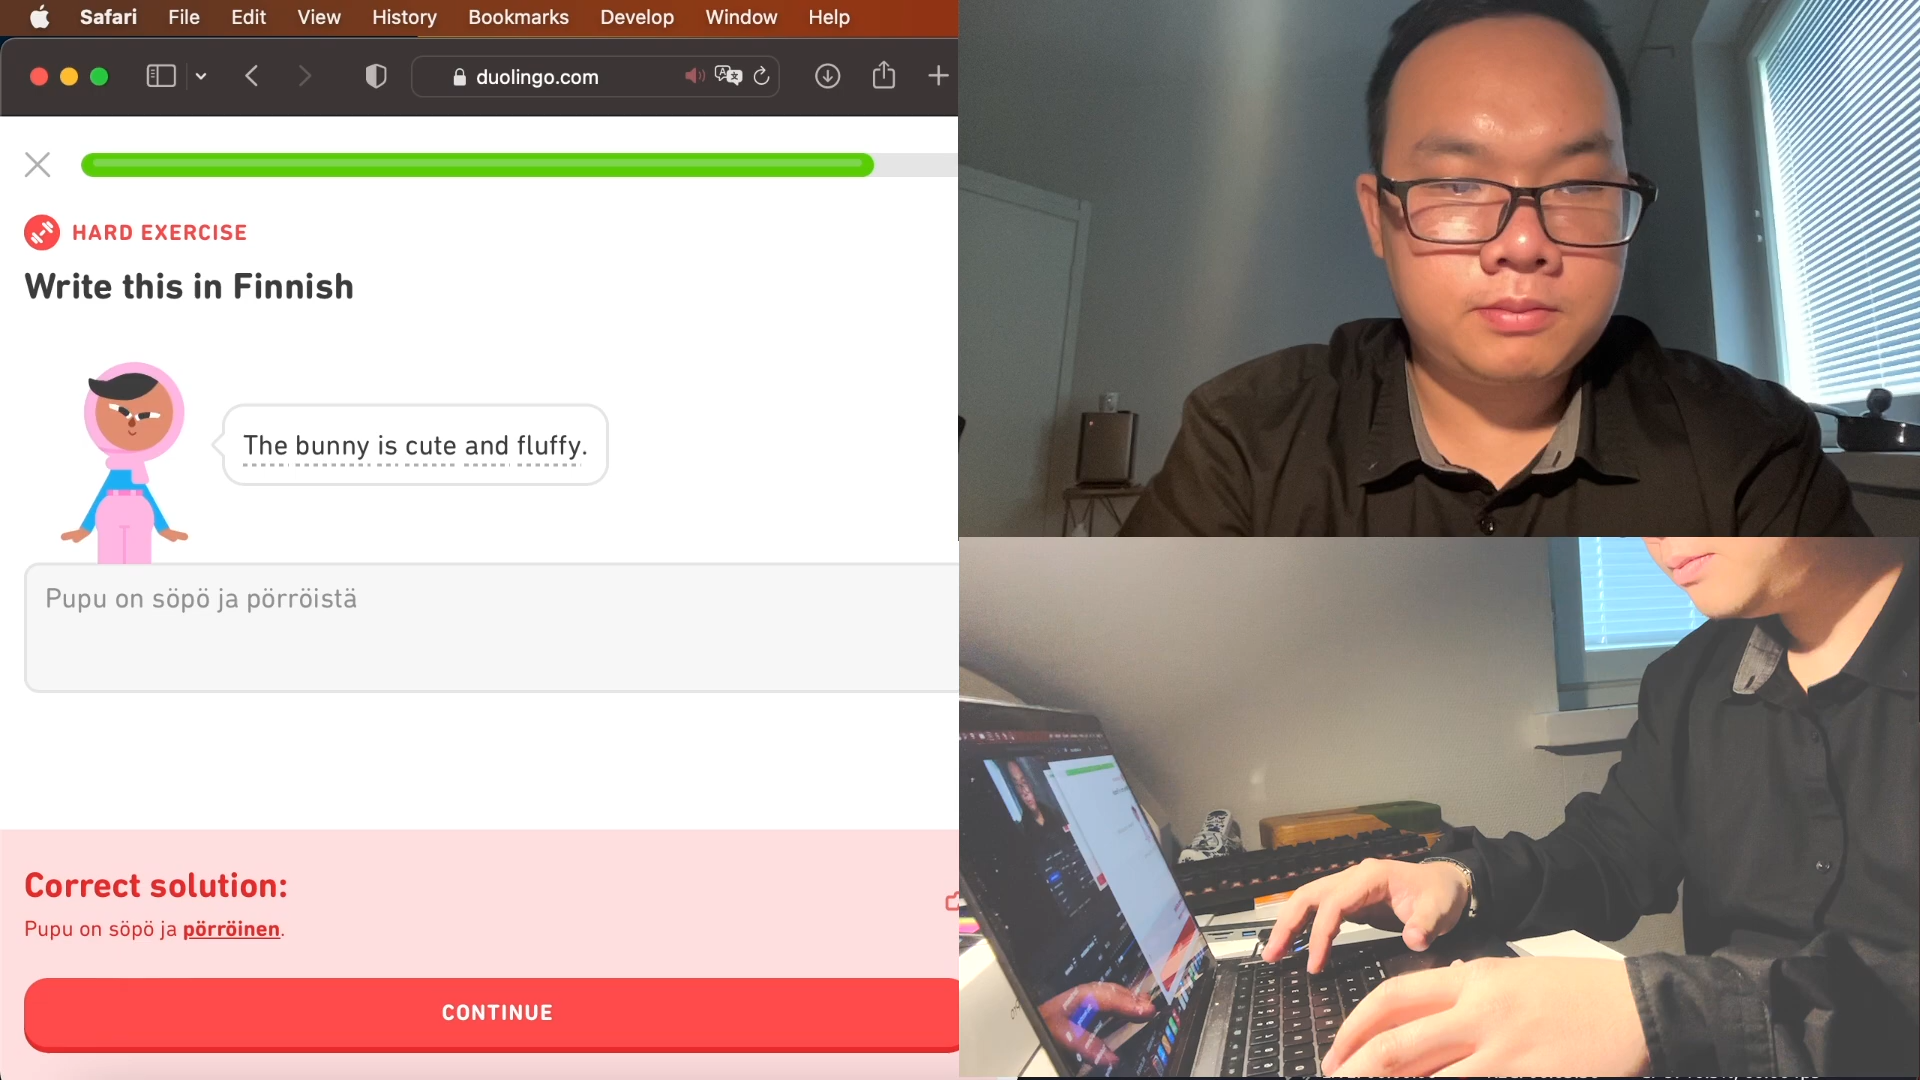 Safari File Edit View History Bookmarks Develop Window Help
duolingo.com
HARD EXERCISE
Write this in Finnish
The bunny is cute and fluffy.
Pupu on söpö ja pörröistä
Correct solution:
Pupu on söpö ja pörröinen.
CONTINUE